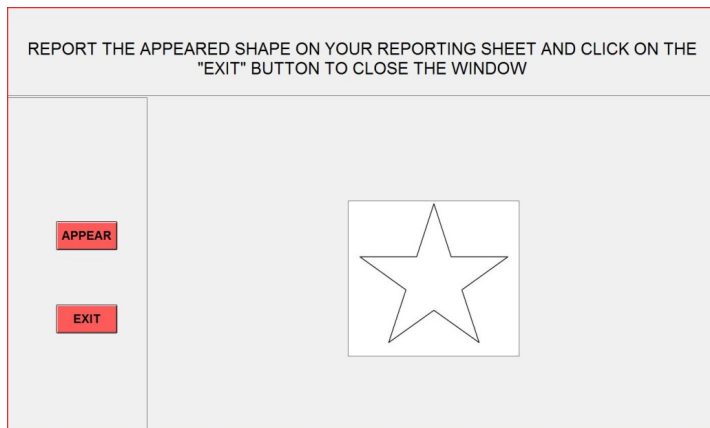 REPORT THE APPEARED SHAPE ON YOUR REPORTING SHEET AND CLICK ON THE
"EXIT" BUTTON TO CLOSE THE WINDOW
APPEAR
EXIT